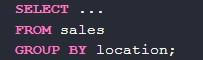 SELECT ...
FROM sales
GROUP BY location;